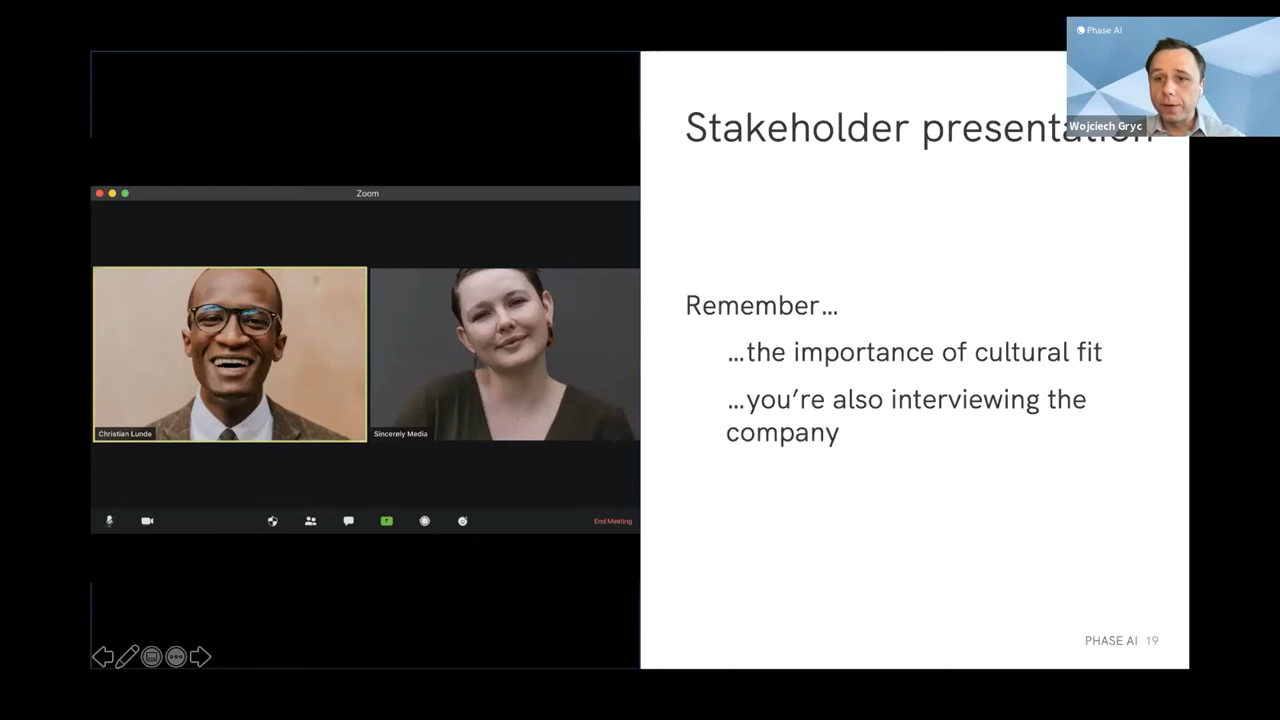 Phase AI
Wojciech Gryc
Stakeholder presentation
Zoom
Remember…
…the importance of cultural fit
…you’re also interviewing the
company
Christian Lunde
Sincerely Media
End Meeting
PHASE AI 19